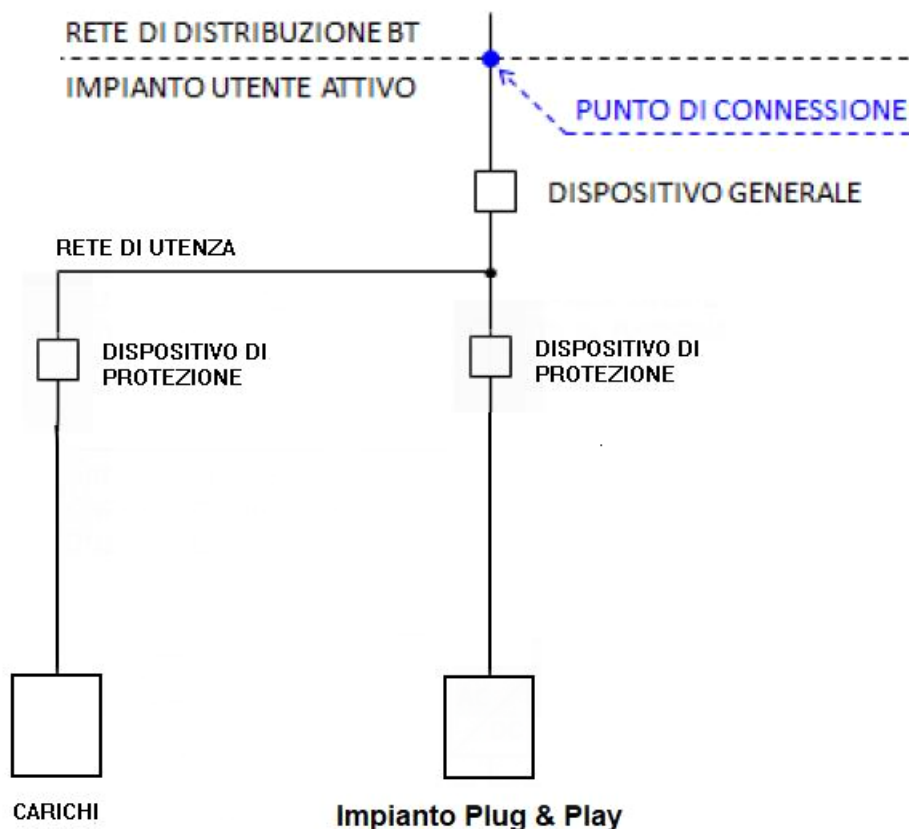 RETE DI DISTRIBUZIONE BT
IMPIANTO UTENTE ATTIVO
PUNTO DI CONNESSIONE
DISPOSITIVO GENERALE
RETE DI UTENZA
DISPOSITIVO DI
PROTEZIONE
DISPOSITIVO DI
PROTEZIONE
CARICHI
Impianto Plug & Play